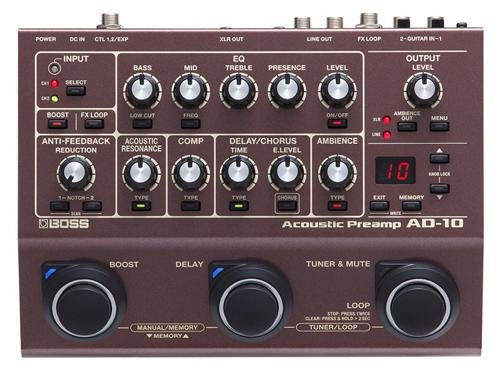 POWER DC IN CTL 1,2/EXP XLR OUT LINE OUT FX LOOP 2-GUITAR IN-1
INPUT
CH1
CH2
SELECT
BOOST FX LOOP
EQ
BASS MID TREBLE PRESENCE LEVEL
LOW CUT FREQ ON/OFF
OUTPUT
LEVEL
XLR
LINE
AMBIENCE
OUT
MENU
ANTI-FEEDBACK
REDUCTION
1-NOTCH-2
SCAN
ACOUSTIC
RESONANCE
TYPE
COMP
TYPE
DELAY/CHORUS
TIME E.LEVEL
TYPE CHORUS
AMBIENCE
TYPE
10
KNOB LOCK
EXIT MEMORY
WRITE
BOSS
Acoustic Preamp AD-10
BOOST
DELAY
TUNER & MUTE
LOOP
STOP: PRESS TWICE
CLEAR: PRESS & HOLD > 2 SEC
MANUAL/MEMORY
▼ MEMORY ▲
TUNER/LOOP